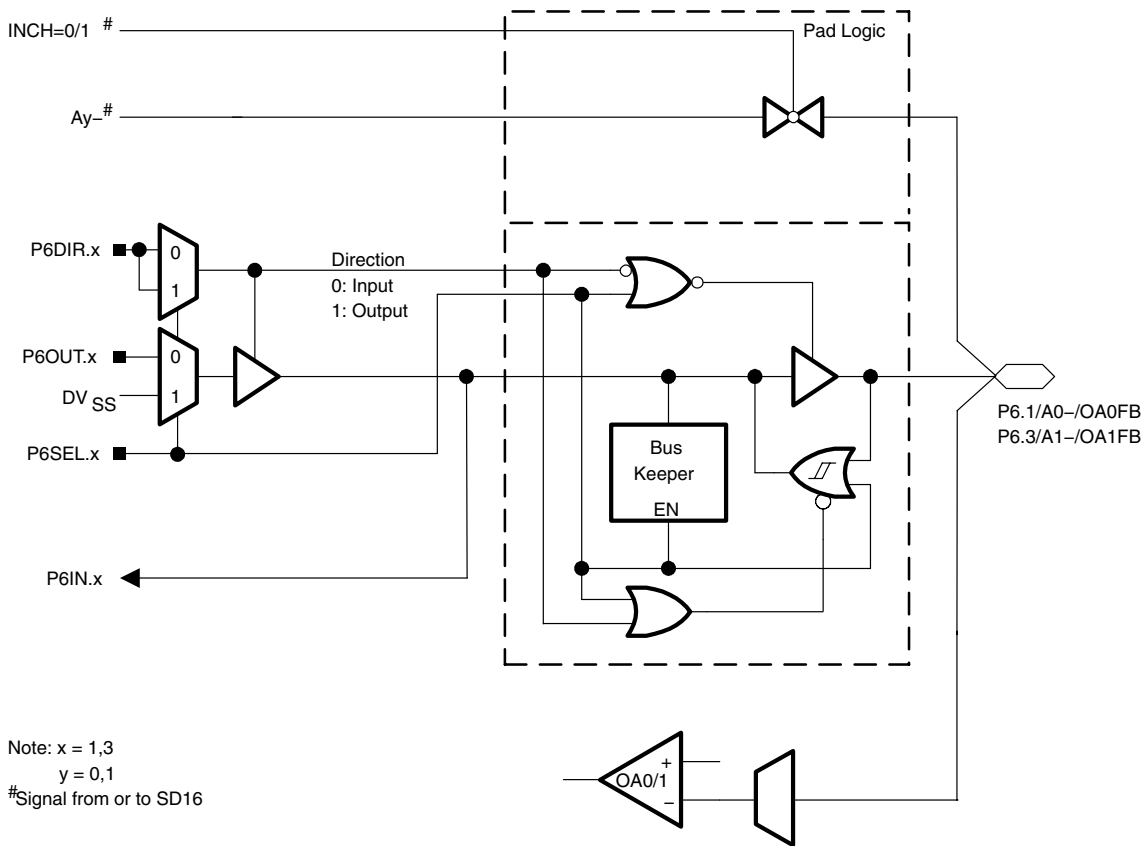 INCH=0/1 #
Pad Logic
Ay–#
P6DIR.x
0
1
Direction
0: Input
1: Output
P6OUT.x
0
DVSS
1
P6.1/A0–/OA0FB
P6.3/A1–/OA1FB
P6SEL.x
Bus
Keeper
EN
P6IN.x
Note: x = 1,3
y = 0,1
#Signal from or to SD16
+
OA0/1
–